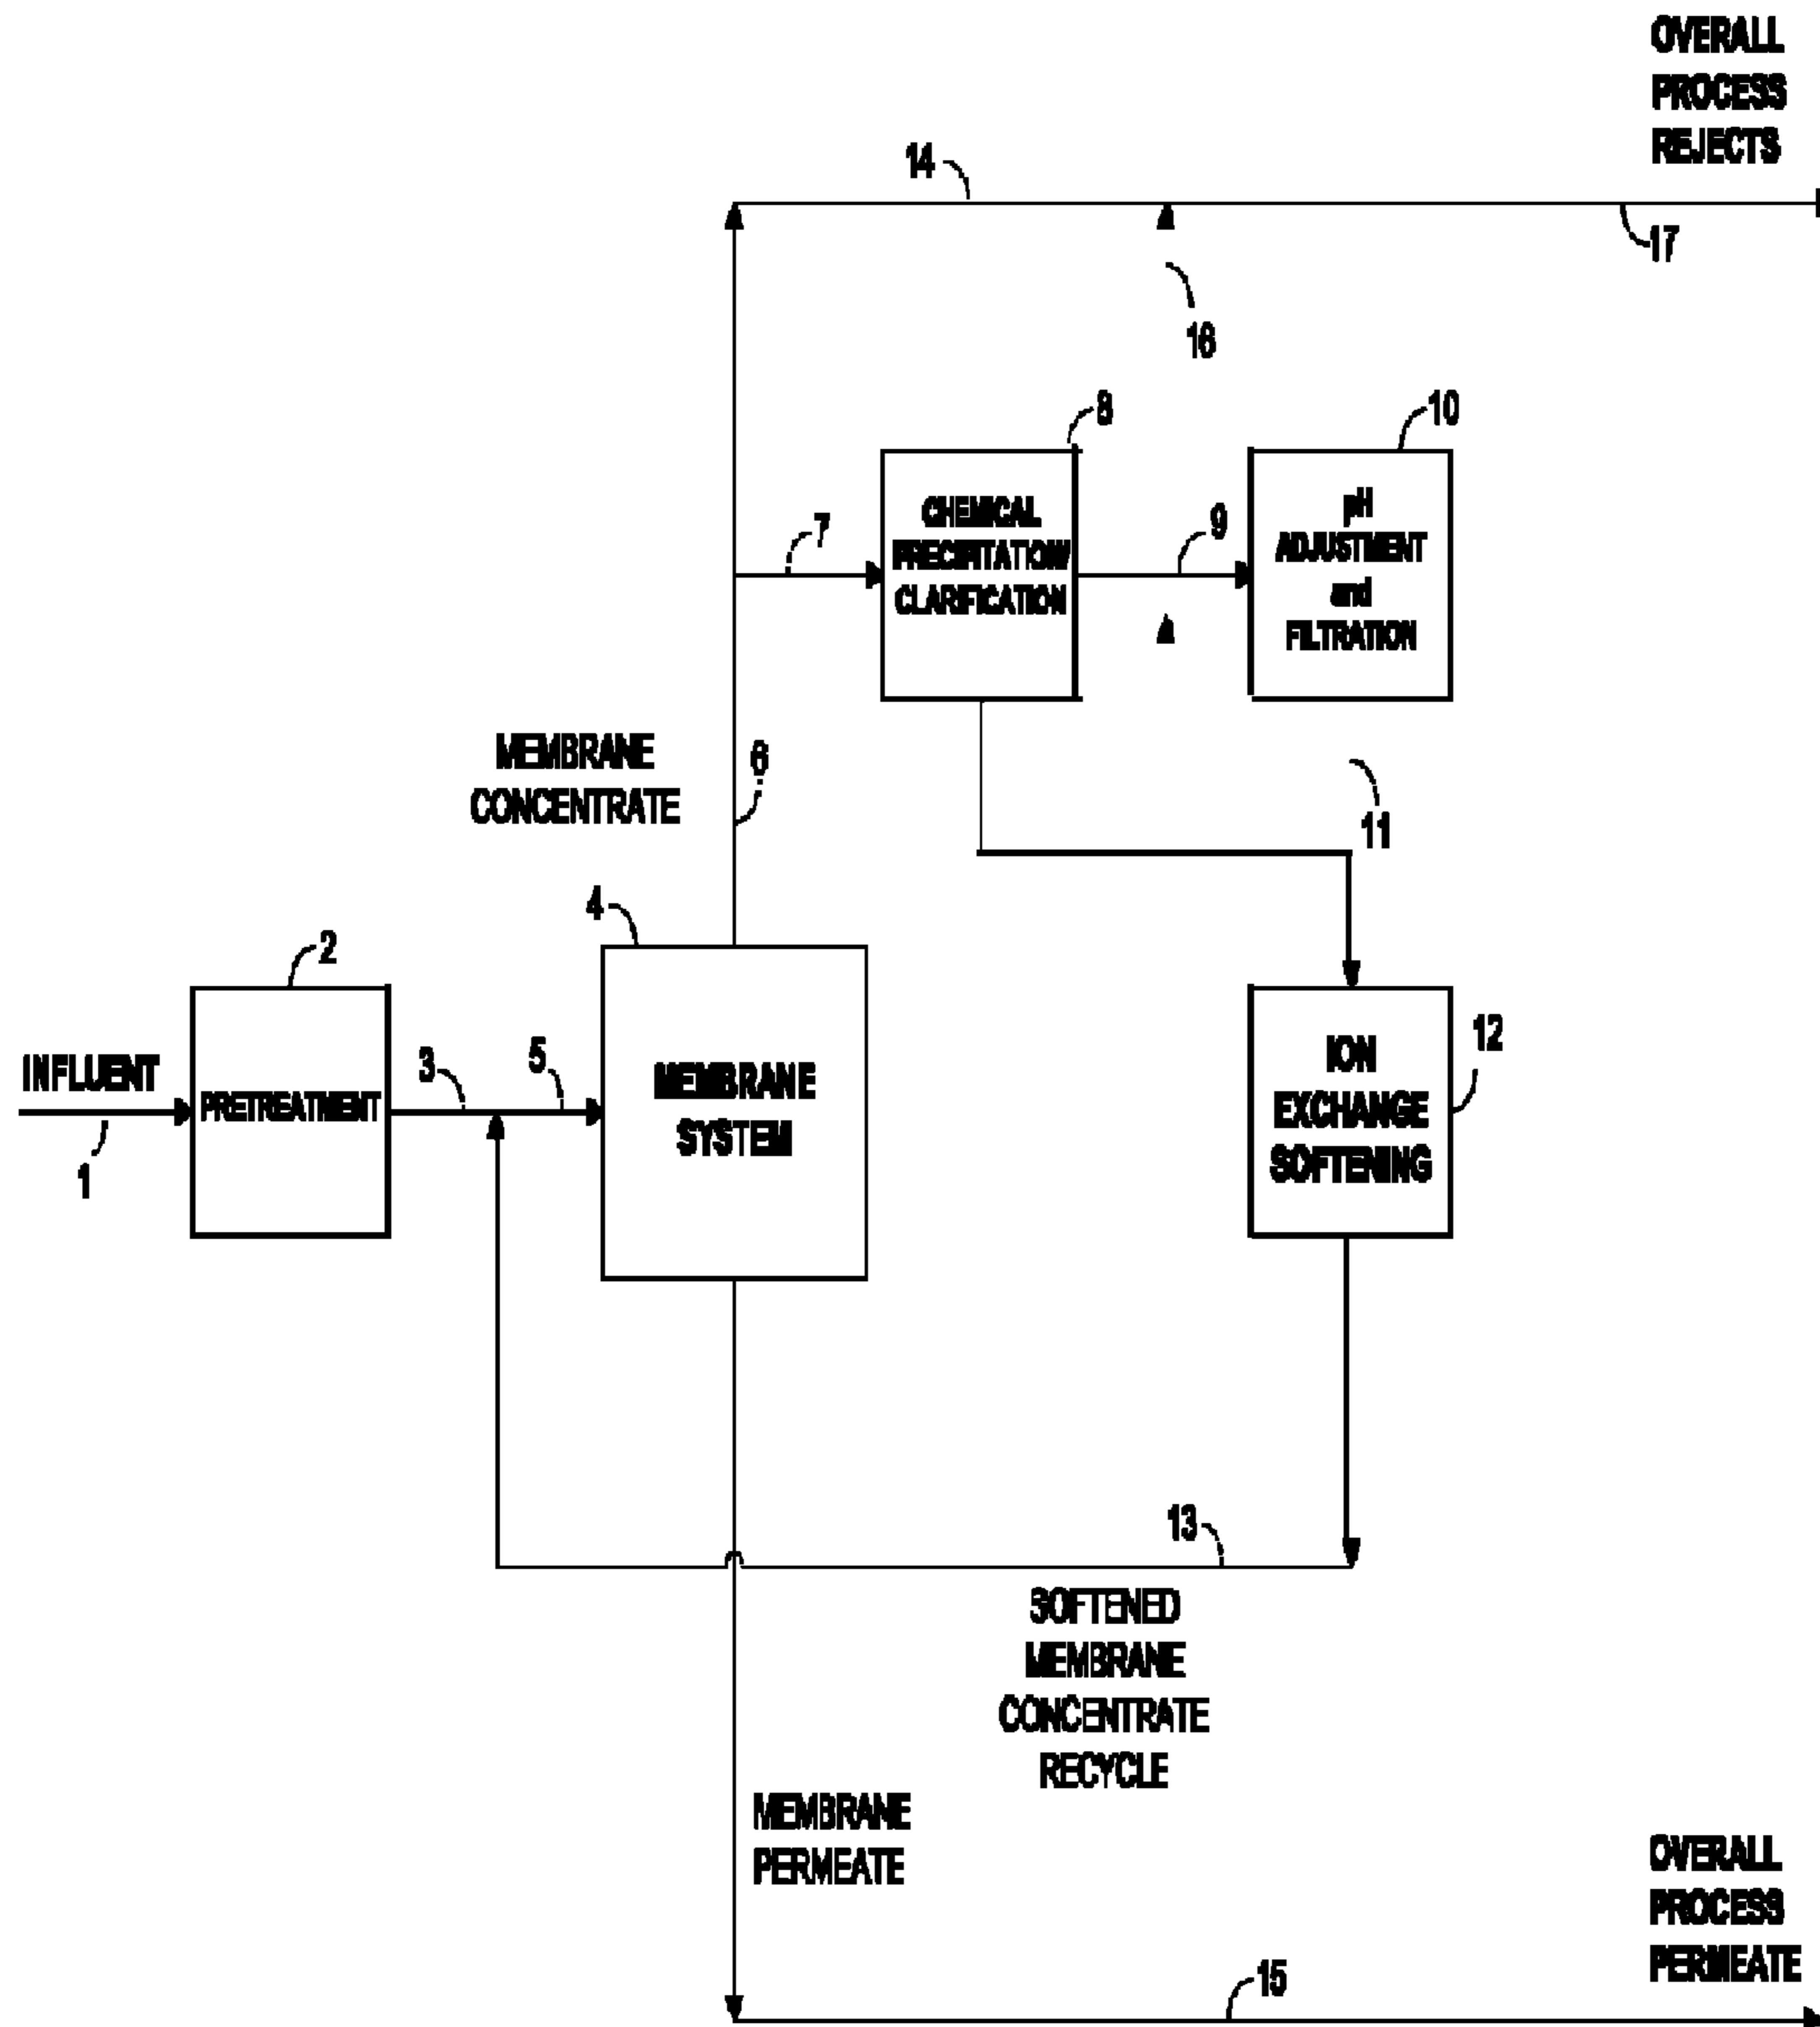 OVERALL
PROCESS
REJECTS
14
17
16
8
10
CHEMICAL
PRECIPITATION/
CLARIFICATION
pH
ADJUSTMENT
and
FILTRATION
7
9
MEMBRANE
CONCENTRATE
6
11
4
2
12
INFLUENT
1
PRETREATMENT
3
5
MEMBRANE
SYSTEM
ION
EXCHANGE
SOFTENING
13
SOFTENED
MEMBRANE
CONCENTRATE
RECYCLE
MEMBRANE
PERMEATE
OVERALL
PROCESS
PERMEATE
15